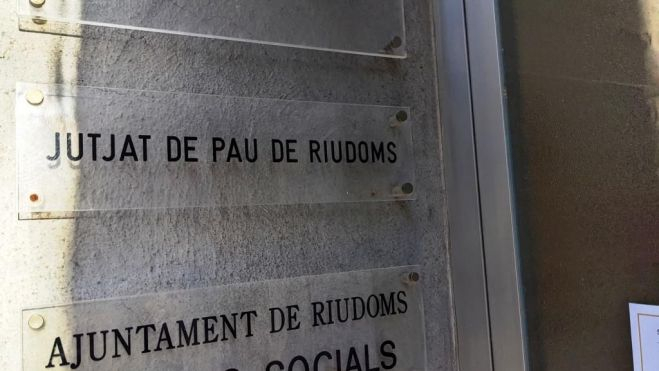 JUTJAT DE PAU DE RIUDOMS
AJUNTAMENT DE RIUDOMS
SOCIALS